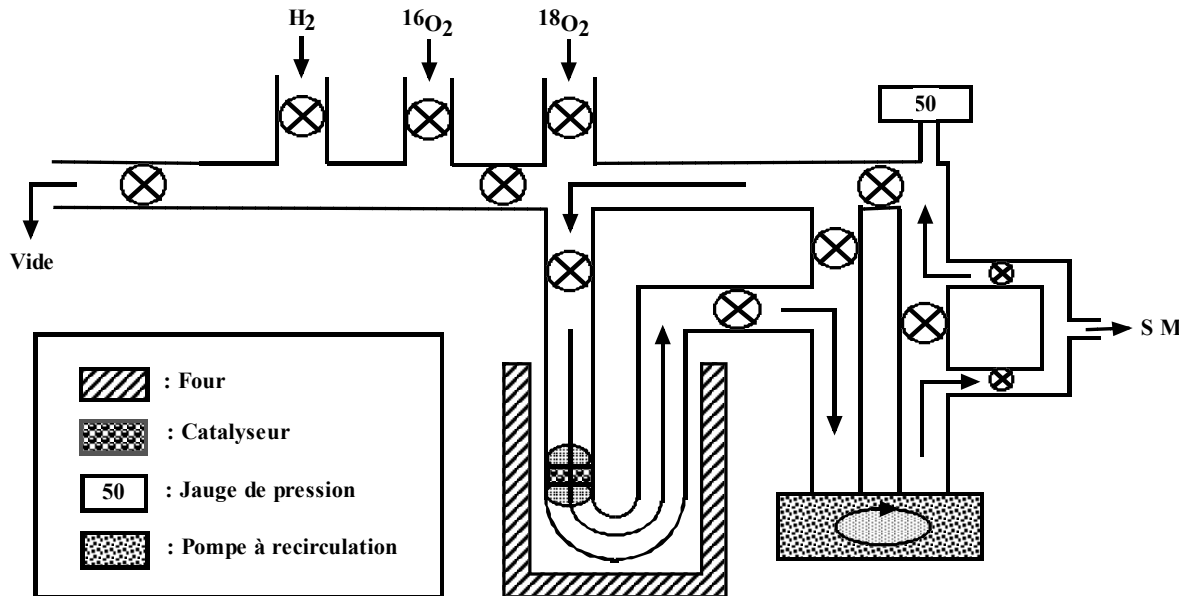 H₂
¹⁶O₂
¹⁸O₂
50
Vide
S M
: Four
: Catalyseur
50 : Jauge de pression
: Pompe à recirculation